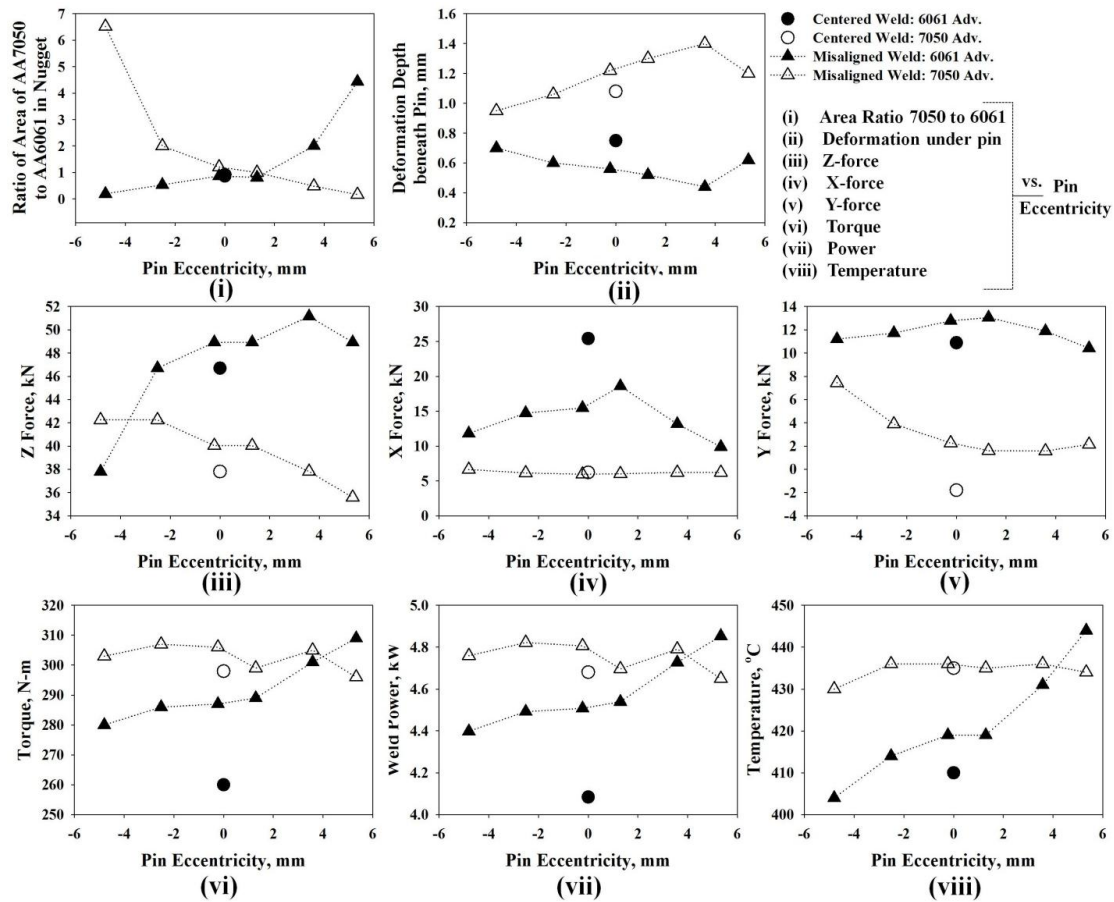 Ratio of Area of AA7050
to AA6061 in Nugget
7
6
5
4
3
2
1
0
-6 -4 -2 0 2 4 6
Pin Eccentricity, mm
(i)
Deformation Depth
beneath Pin, mm
1.6
1.4
1.2
1.0
0.8
0.6
0.4
0.2
-6 -4 -2 0 2 4 6
Pin Eccentricity, mm
(ii)
Centered Weld: 6061 Adv.
Centered Weld: 7050 Adv.
Misaligned Weld: 6061 Adv.
Misaligned Weld: 7050 Adv.
(i) Area Ratio 7050 to 6061
(ii) Deformation under pin
(iii) Z-force
(iv) X-force
(v) Y-force
(vi) Torque
(vii) Power
(viii) Temperature
vs. Pin
Eccentricity
Z Force, kN
52
50
48
46
44
42
40
38
36
34
-6 -4 -2 0 2 4 6
Pin Eccentricity, mm
(iii)
X Force, kN
30
25
20
15
10
5
0
-6 -4 -2 0 2 4 6
Pin Eccentricity, mm
(iv)
Y Force, kN
14
12
10
8
6
4
2
0
-2
-4
-6 -4 -2 0 2 4 6
Pin Eccentricity, mm
(v)
Torque, N-m
320
310
300
290
280
270
260
250
-6 -4 -2 0 2 4 6
Pin Eccentricity, mm
(vi)
Weld Power, kW
5.0
4.8
4.6
4.4
4.2
4.0
-6 -4 -2 0 2 4 6
Pin Eccentricity, mm
(vii)
Temperature, °C
450
440
430
420
410
400
-6 -4 -2 0 2 4 6
Pin Eccentricity, mm
(viii)